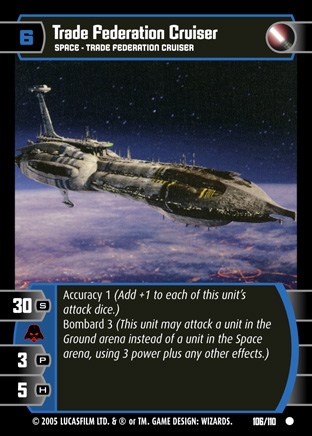 6
Trade Federation Cruiser
SPACE - TRADE FEDERATION CRUISER
30 S
3 P
5 H
Accuracy 1 (Add +1 to each of this unit's
attack dice.)
Bombard 3 (This unit may attack a unit in the
Ground arena instead of a unit in the Space
arena, using 3 power plus any other effects.)
© 2005 LUCASFILM LTD. & ® or TM. GAME DESIGN: WIZARDS.
106/110